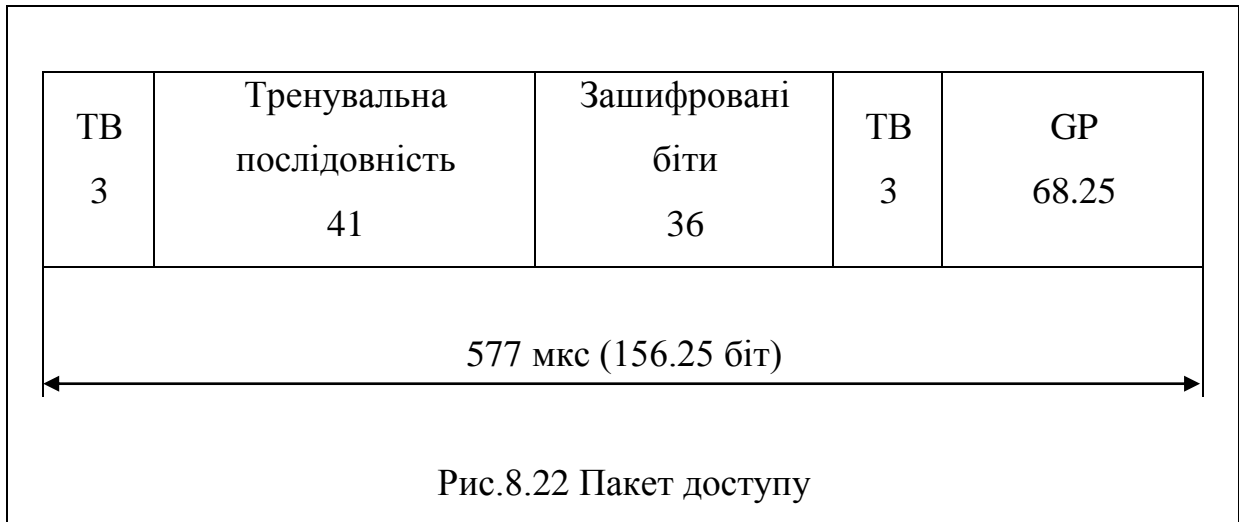 ТВ
3
Тренувальна
послідовність
41
Зашифровані
біти
36
ТВ
3
GP
68.25
577 мкс (156.25 біт)
Рис.8.22 Пакет доступу